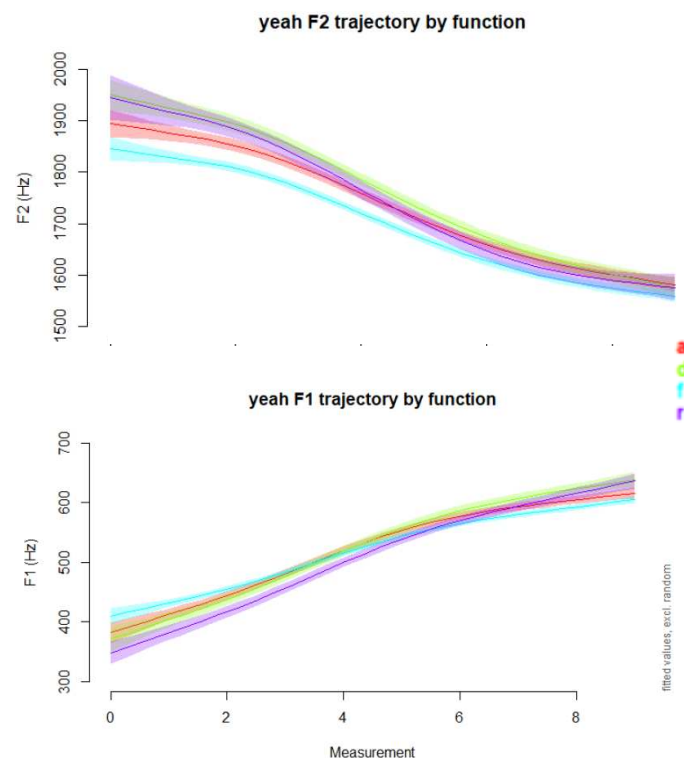 yeah F2 trajectory by function
2000
1900
1800
1700
1600
1500
F2 (Hz)
a
f
r
yeah F1 trajectory by function
700
600
500
400
300
F1 (Hz)
0 2 4 6 8
Measurement
fitted values, excl. random